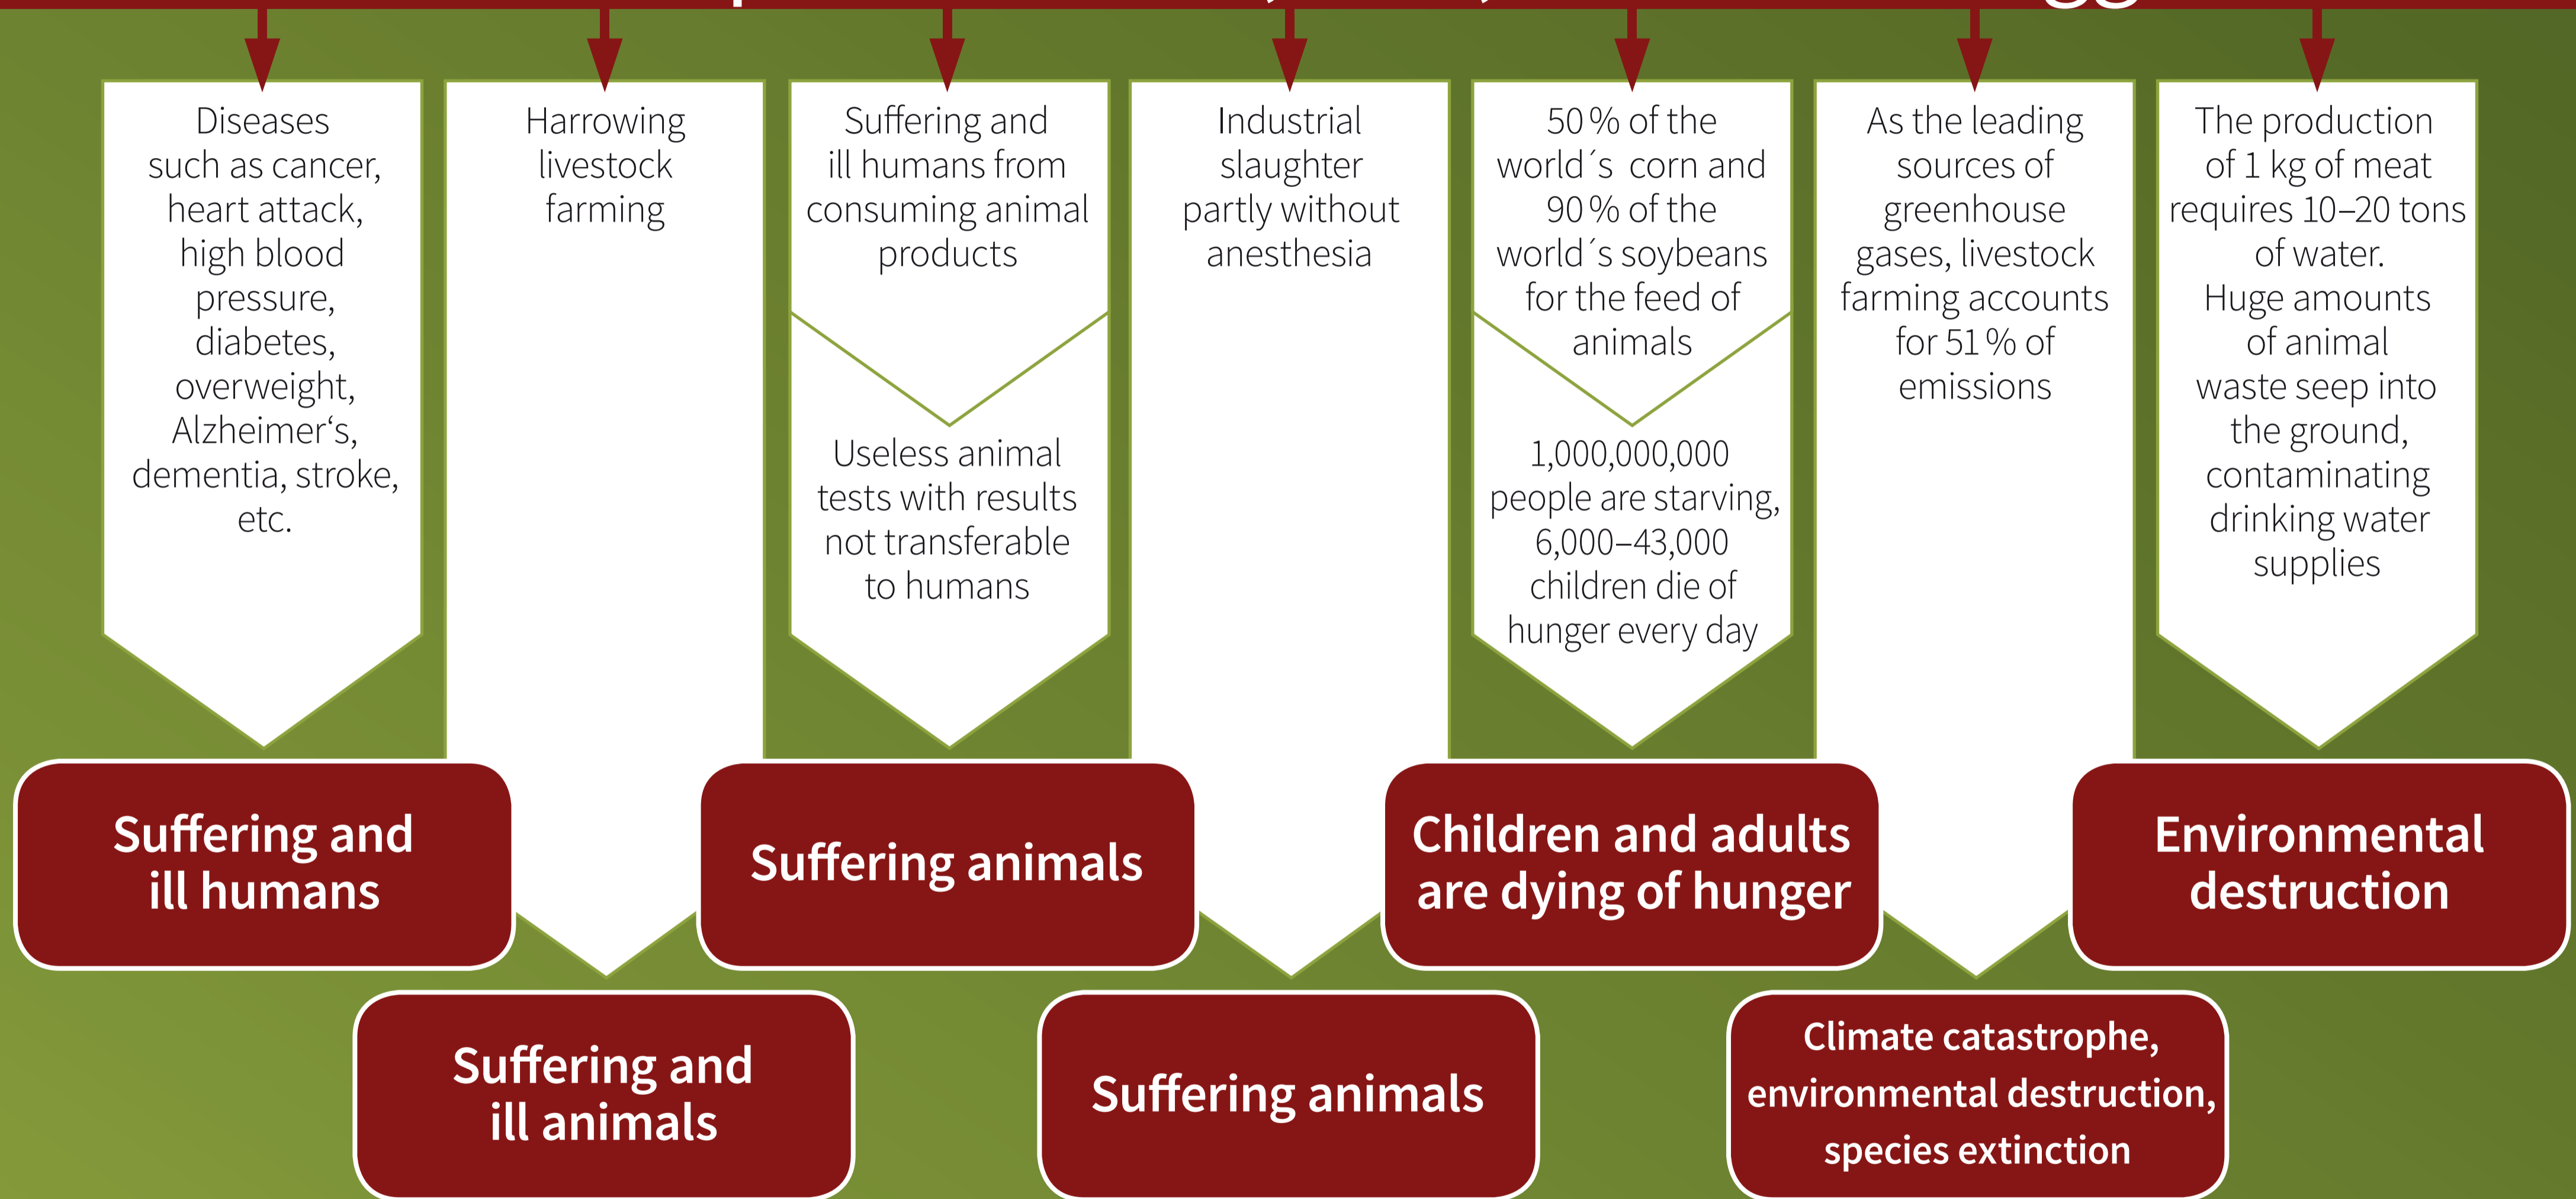 Diseases
such as cancer,
heart attack,
high blood
pressure,
diabetes,
overweight,
Alzheimer‘s,
dementia, stroke,
etc.
Suffering and
ill humans
Harrowing
livestock
farming
Suffering and
ill animals
Suffering and
ill humans from
consuming animal
products
Useless animal
tests with results
not transferable
to humans
Suffering animals
Industrial
slaughter
partly without
anesthesia
Suffering animals
50 % of the
world´s corn and
90 % of the
world´s soybeans
for the feed of
animals
1,000,000,000
people are starving,
6,000–43,000
children die of
hunger every day
Children and adults
are dying of hunger
As the leading
sources of
greenhouse
gases, livestock
farming accounts
for 51 % of
emissions
Climate catastrophe,
environmental destruction,
species extinction
The production
of 1 kg of meat
requires 10–20 tons
of water.
Huge amounts
of animal
waste seep into
the ground,
contaminating
drinking water
supplies
Environmental
destruction